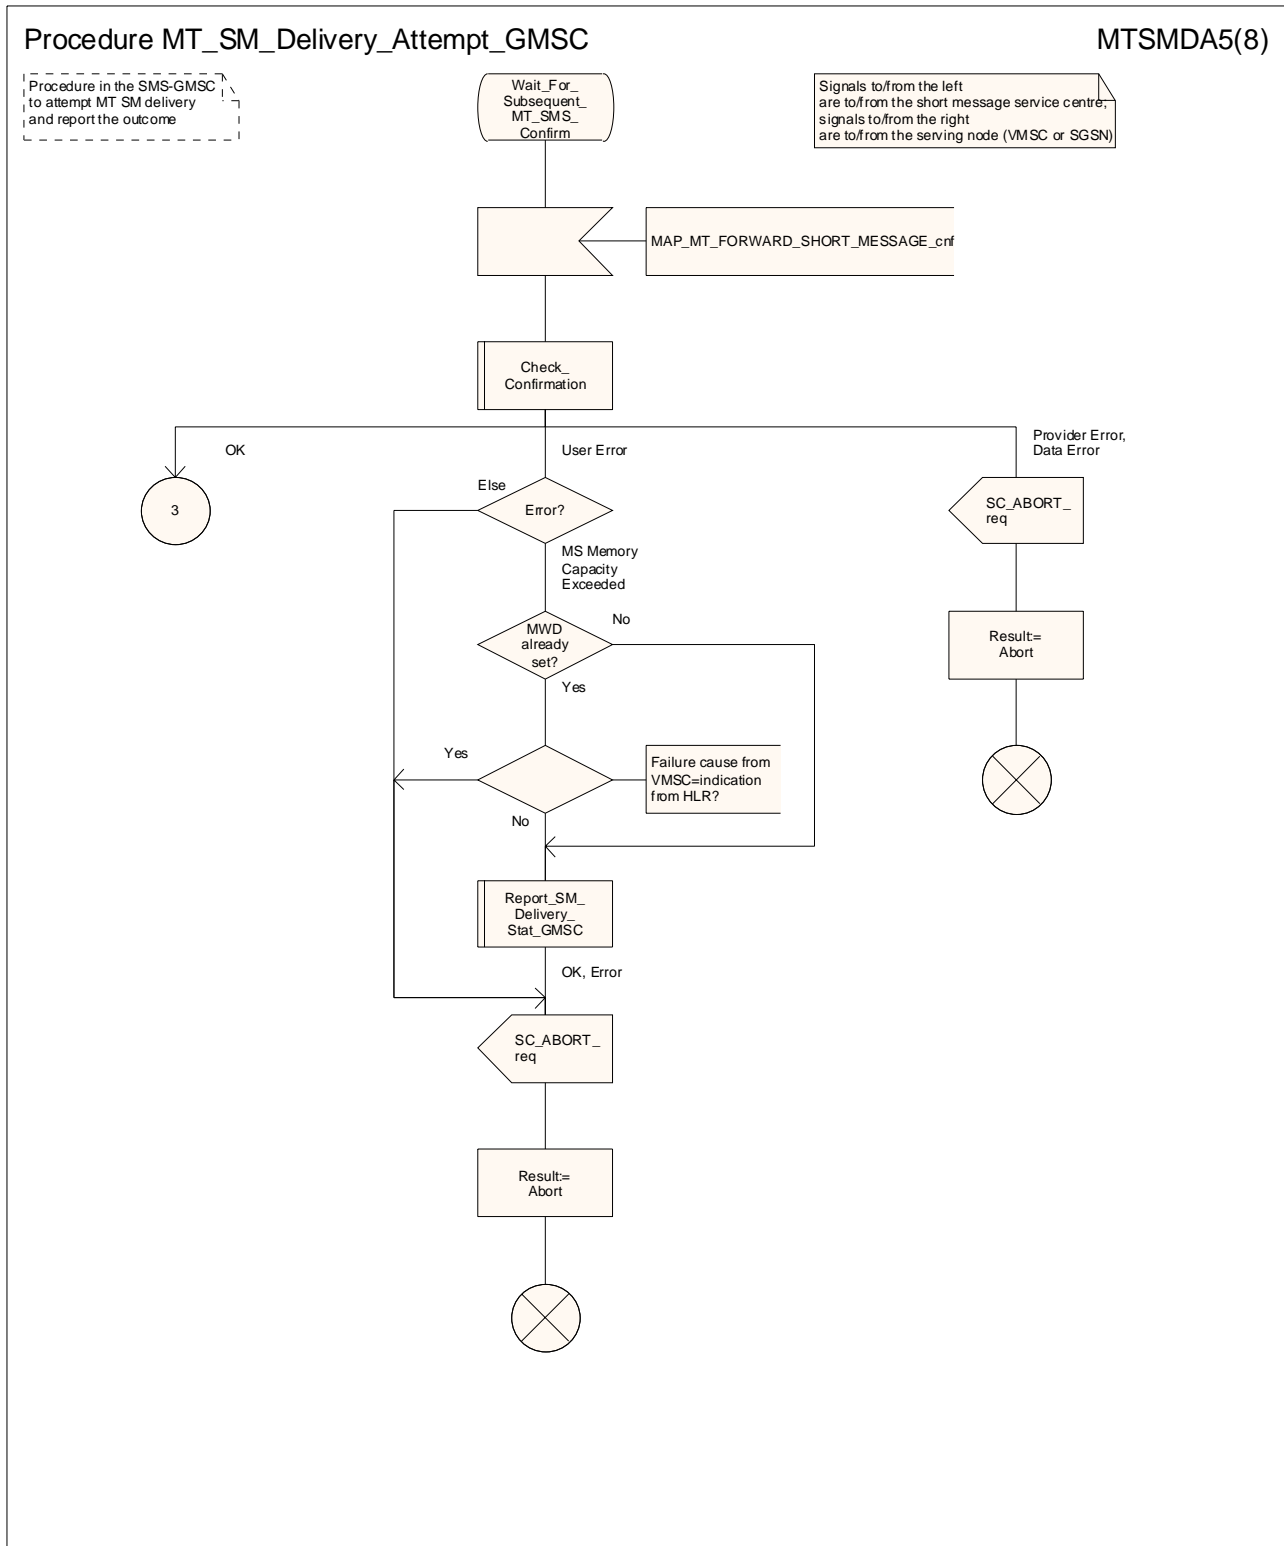 Procedure MT_SM_Delivery_Attempt_GMSC
MTSMDA5(8)
Procedure in the SMS-GMSC
to attempt MT SM delivery
and report the outcome
Wait_For_
Subsequent_
MT_SMS_
Confirm
Signals to/from the left
are to/from the short message service centre;
signals to/from the right
are to/from the serving node (VMSC or SGSN)
MAP_MT_FORWARD_SHORT_MESSAGE_cnf
Check_
Confirmation
OK
User Error
Provider Error,
Data Error
3
Else
Error?
SC_ABORT_
req
MS Memory
Capacity
Exceeded
No
MWD
already
set?
Result:=
Abort
Yes
Yes
Failure cause from
VMSC=indication
from HLR?
No
Report_SM_
Delivery_
Stat_GMSC
OK, Error
SC_ABORT_
req
Result:=
Abort